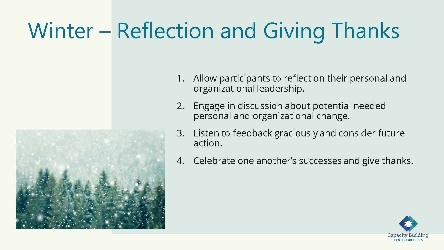 Winter – Reflection and Giving Thanks
1. Allow participants to reflect on their personal and
organizational leadership.
2. Engage in discussion about potential needed
personal and organizational change.
3. Listen to feedback graciously and consider future
action.
4. Celebrate one another's successes and give thanks.
Capacity Building